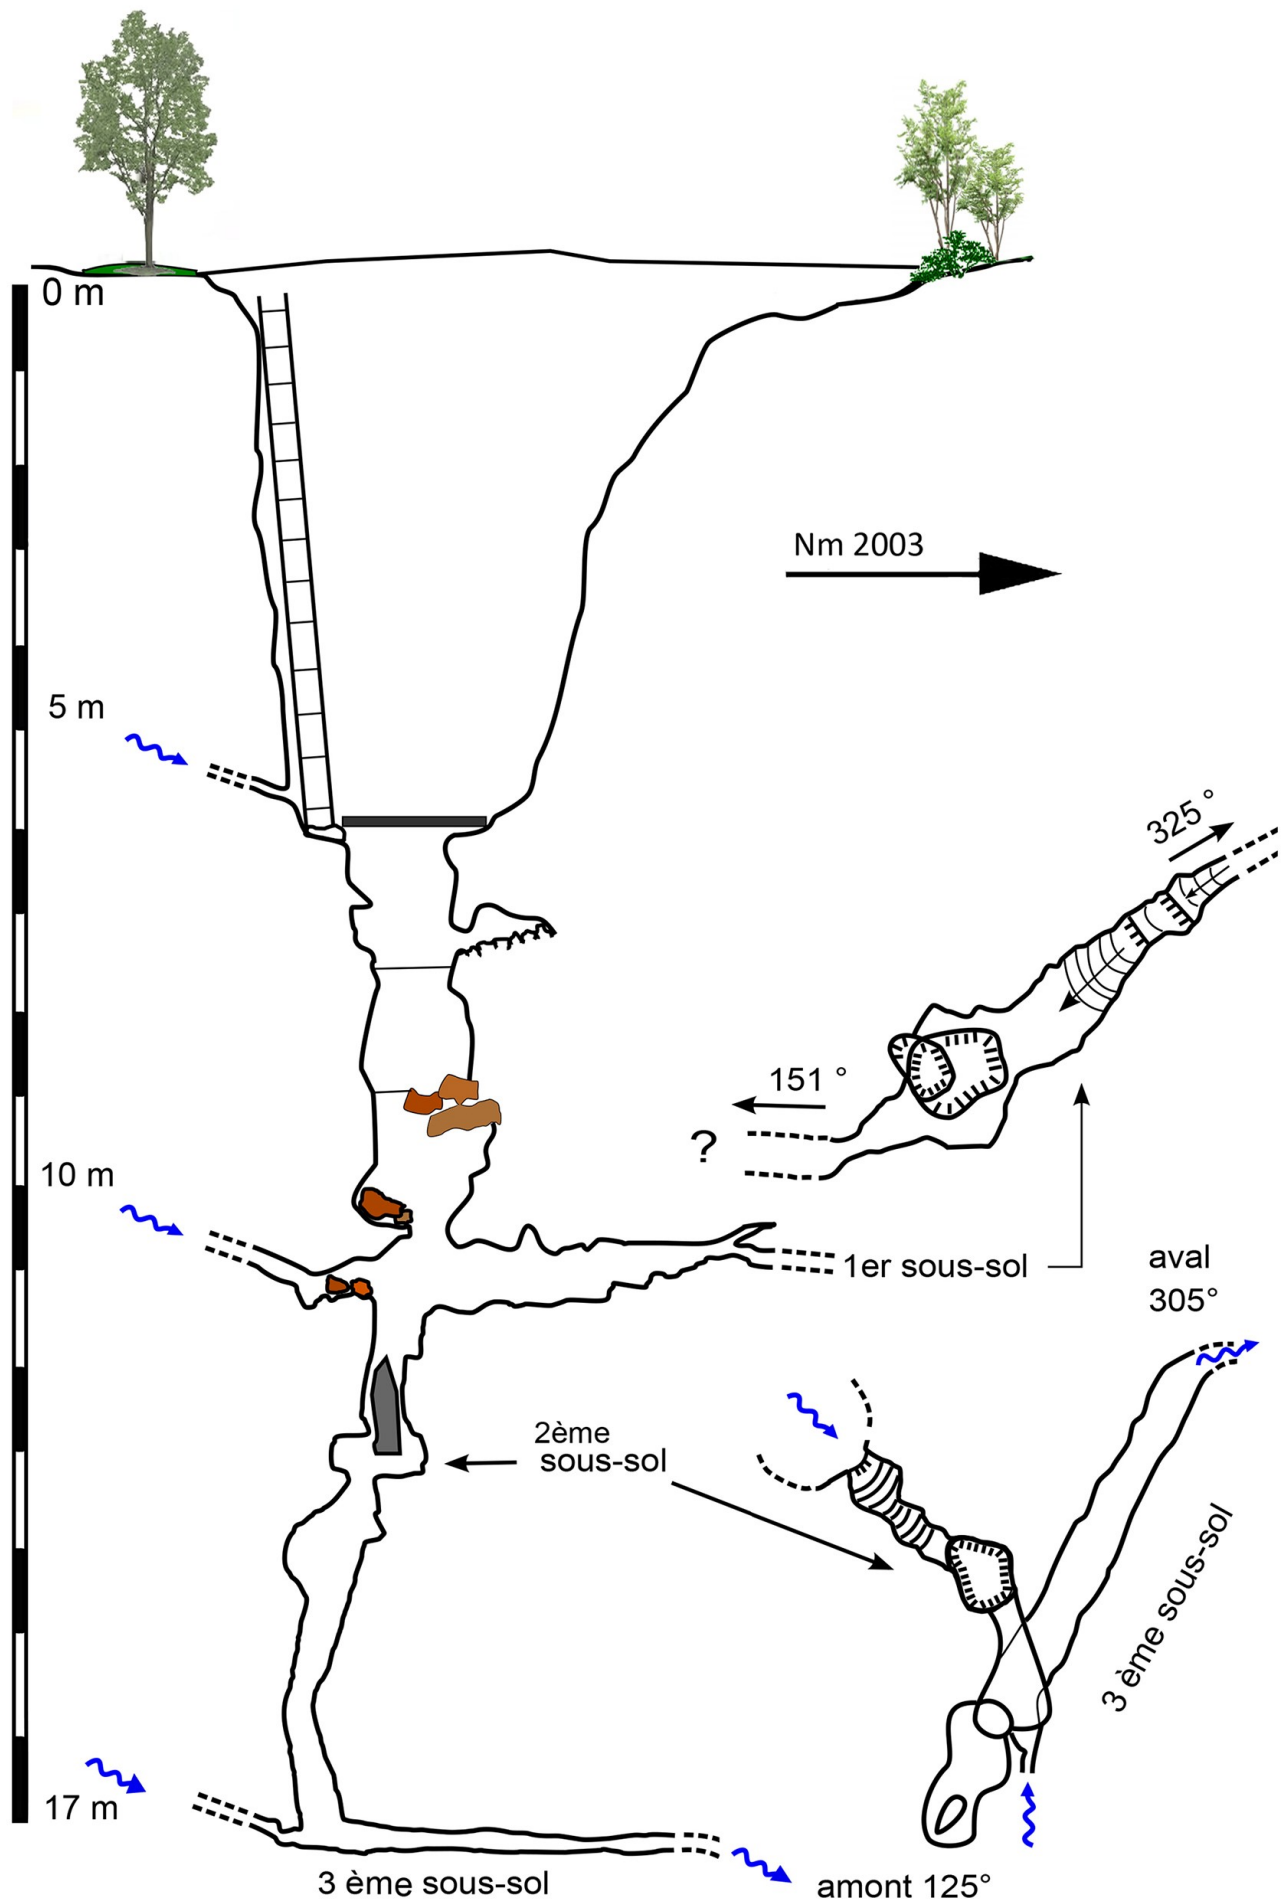 0 m
Nm 2003
5 m
325 °
151 °
?
10 m
1er sous-sol
aval
305°
2ème
sous-sol
3 ème sous-sol
17 m
3 ème sous-sol
amont 125°